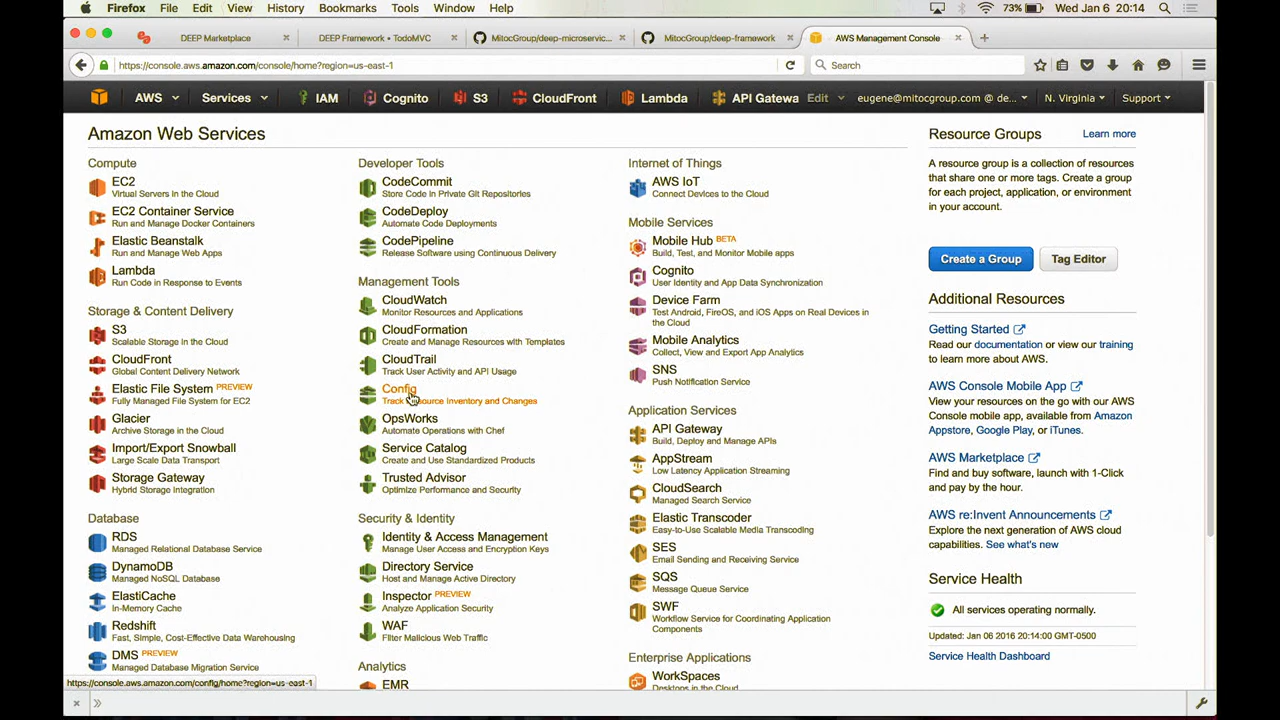 Firefox File Edit View History Bookmarks Tools Window Help 73% Wed Jan 6 20:14
DEEP Marketplace × DEEP Framework • TodoMVC × MitocGroup/deep-microservic... × MitocGroup/deep-framework × AWS Management Console × +
https://console.aws.amazon.com/console/home?region=us-east-1 Search
AWS Services IAM Cognito S3 CloudFront Lambda API Gatewa Edit eugene@mitocgroup.com @ de... N. Virginia Support
Amazon Web Services
Compute
EC2
Virtual Servers in the Cloud
EC2 Container Service
Run and Manage Docker Containers
Elastic Beanstalk
Run and Manage Web Apps
Lambda
Run Code in Response to Events
Storage & Content Delivery
S3
Scalable Storage in the Cloud
CloudFront
Global Content Delivery Network
Elastic File System PREVIEW
Fully Managed File System for EC2
Glacier
Archive Storage in the Cloud
Import/Export Snowball
Large Scale Data Transport
Storage Gateway
Hybrid Storage Integration
Database
RDS
Managed Relational Database Service
DynamoDB
Managed NoSQL Database
ElastiCache
In-Memory Cache
Redshift
Fast, Simple, Cost-Effective Data Warehousing
DMS PREVIEW
Managed Database Migration Service
Developer Tools
CodeCommit
Store Code in Private Git Repositories
CodeDeploy
Automate Code Deployments
CodePipeline
Release Software using Continuous Delivery
Management Tools
CloudWatch
Monitor Resources and Applications
CloudFormation
Create and Manage Resources with Templates
CloudTrail
Track User Activity and API Usage
Config
Track Resource Inventory and Changes
OpsWorks
Automate Operations with Chef
Service Catalog
Create and Use Standardized Products
Trusted Advisor
Optimize Performance and Security
Security & Identity
Identity & Access Management
Manage User Access and Encryption Keys
Directory Service
Host and Manage Active Directory
Inspector PREVIEW
Analyze Application Security
WAF
Filter Malicious Web Traffic
Analytics
EMR
Internet of Things
AWS IoT
Connect Devices to the Cloud
Mobile Services
Mobile Hub BETA
Build, Test, and Monitor Mobile apps
Cognito
User Identity and App Data Synchronization
Device Farm
Test Android, FireOS, and iOS Apps on Real Devices in
the Cloud
Mobile Analytics
Collect, View and Export App Analytics
SNS
Push Notification Service
Application Services
API Gateway
Build, Deploy and Manage APIs
AppStream
Low Latency Application Streaming
CloudSearch
Managed Search Service
Elastic Transcoder
Easy-to-Use Scalable Media Transcoding
SES
Email Sending and Receiving Service
SQS
Message Queue Service
SWF
Workflow Service for Coordinating Application
Components
Enterprise Applications
WorkSpaces
Desktops in the Cloud
Resource Groups Learn more
A resource group is a collection of resources
that share one or more tags. Create a group
for each project, application, or environment
in your account.
Create a Group Tag Editor
Additional Resources
Getting Started
Read our documentation or view our training
to learn more about AWS.
AWS Console Mobile App
View your resources on the go with our AWS
Console mobile app, available from Amazon
Appstore, Google Play, or iTunes.
AWS Marketplace
Find and buy software, launch with 1-Click
and pay by the hour.
AWS re:Invent Announcements
Explore the next generation of AWS cloud
capabilities. See what's new
Service Health
All services operating normally.
Updated: Jan 06 2016 20:14:00 GMT-0500
Service Health Dashboard
https://console.aws.amazon.com/config/home?region=us-east-1